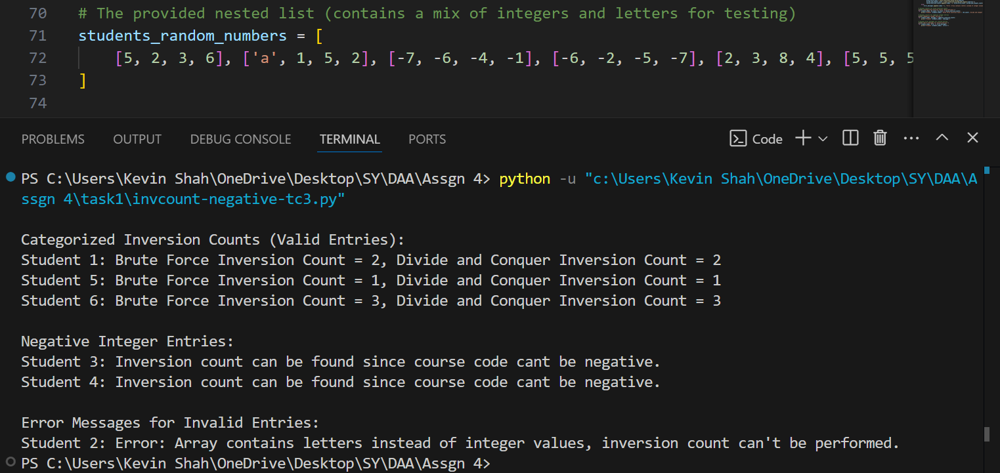 70 # The provided nested list (contains a mix of integers and letters for testing)
71 students_random_numbers = [
72 [5, 2, 3, 6], ['a', 1, 5, 2], [-7, -6, -4, -1], [-6, -2, -5, -7], [2, 3, 8, 4], [5, 5, 5
73 ]
74
PROBLEMS OUTPUT DEBUG CONSOLE TERMINAL PORTS Code
PS C:\Users\Kevin Shah\OneDrive\Desktop\SY\DAA\Assgn 4> python -u "c:\Users\Kevin Shah\OneDrive\Desktop\SY\DAA\A
ssgn 4\task1\invcount-negative-tc3.py"
Categorized Inversion Counts (Valid Entries):
Student 1: Brute Force Inversion Count = 2, Divide and Conquer Inversion Count = 2
Student 5: Brute Force Inversion Count = 1, Divide and Conquer Inversion Count = 1
Student 6: Brute Force Inversion Count = 3, Divide and Conquer Inversion Count = 3
Negative Integer Entries:
Student 3: Inversion count can be found since course code cant be negative.
Student 4: Inversion count can be found since course code cant be negative.
Error Messages for Invalid Entries:
Student 2: Error: Array contains letters instead of integer values, inversion count can't be performed.
PS C:\Users\Kevin Shah\OneDrive\Desktop\SY\DAA\Assgn 4>